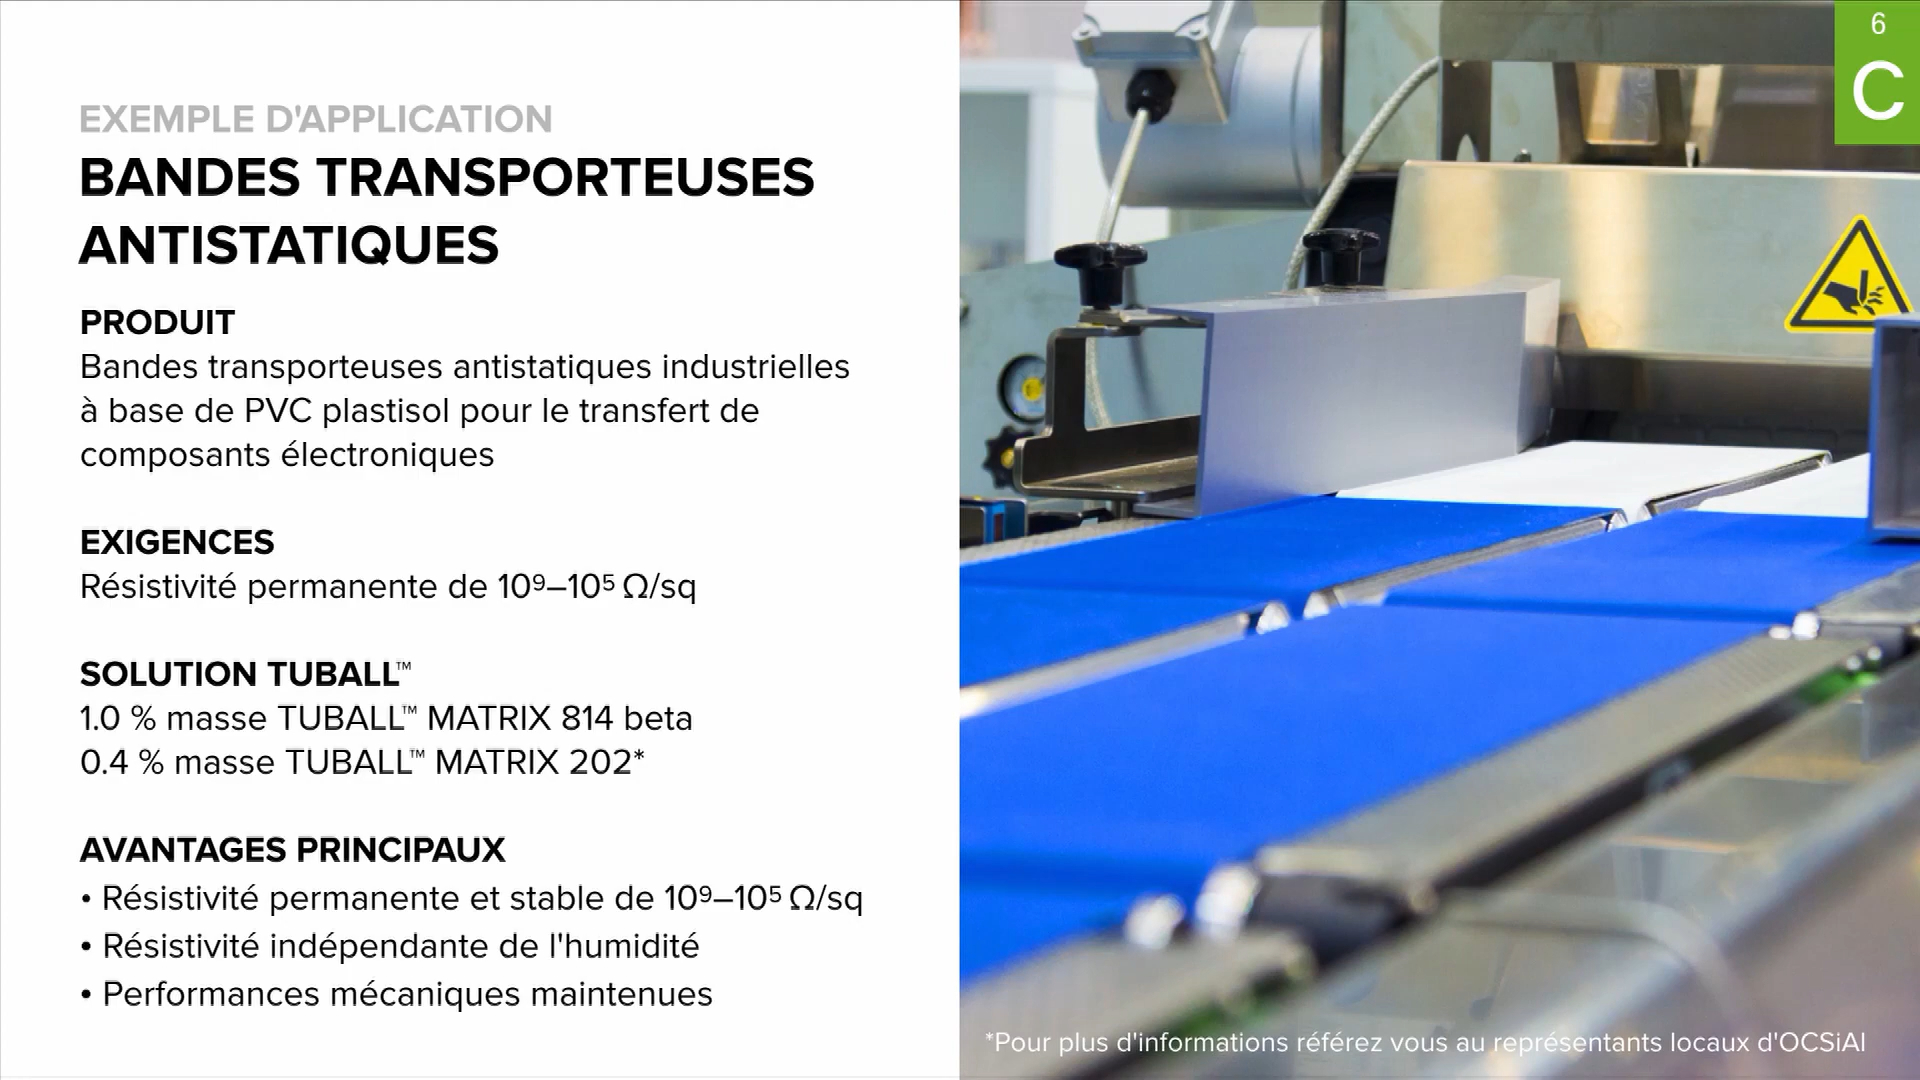 6
C
EXEMPLE D'APPLICATION
BANDES TRANSPORTEUSES
ANTISTATIQUES
PRODUIT
Bandes transporteuses antistatiques industrielles
à base de PVC plastisol pour le transfert de
composants électroniques
EXIGENCES
Résistivité permanente de 10⁹–10⁵ Ω/sq
SOLUTION TUBALL™
1.0 % masse TUBALL™ MATRIX 814 beta
0.4 % masse TUBALL™ MATRIX 202*
AVANTAGES PRINCIPAUX
• Résistivité permanente et stable de 10⁹–10⁵ Ω/sq
• Résistivité indépendante de l'humidité
• Performances mécaniques maintenues
*Pour plus d'informations référez vous au représentants locaux d'OCSiAl